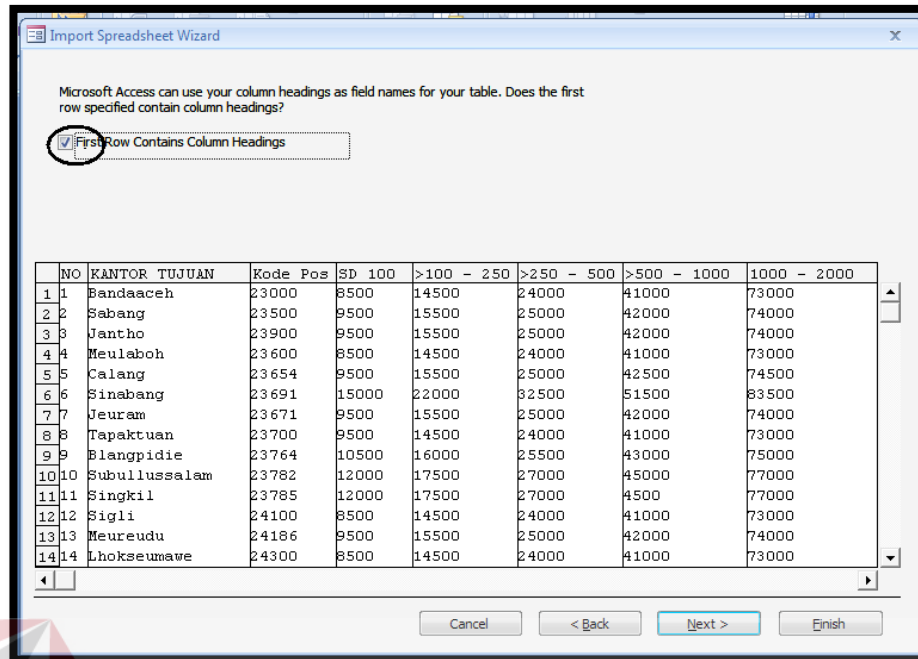 Import Spreadsheet Wizard
Microsoft Access can use your column headings as field names for your table. Does the first
row specified contain column headings?
First Row Contains Column Headings
NO KANTOR TUJUAN Kode Pos SD 100 >100 - 250 >250 - 500 >500 - 1000 1000 - 2000
1 1 Bandaaceh 23000 8500 14500 24000 41000 73000
2 2 Sabang 23500 9500 15500 25000 42000 74000
3 3 Jantho 23900 9500 15500 25000 42000 74000
4 4 Meulaboh 23600 8500 14500 24000 41000 73000
5 5 Calang 23654 9500 15500 25000 42500 74500
6 6 Sinabang 23691 15000 22000 32500 51500 83500
7 7 Jeuram 23671 9500 15500 25000 42000 74000
8 8 Tapaktuan 23700 9500 14500 24000 41000 73000
9 9 Blangpidie 23764 10500 16000 25500 43000 75000
10 10 Subullussalam 23782 12000 17500 27000 45000 77000
11 11 Singkil 23785 12000 17500 27000 4500 77000
12 12 Sigli 24100 8500 14500 24000 41000 73000
13 13 Meureudu 24186 9500 15500 25000 42000 74000
14 14 Lhokseumawe 24300 8500 14500 24000 41000 73000
Cancel < Back Next > Finish